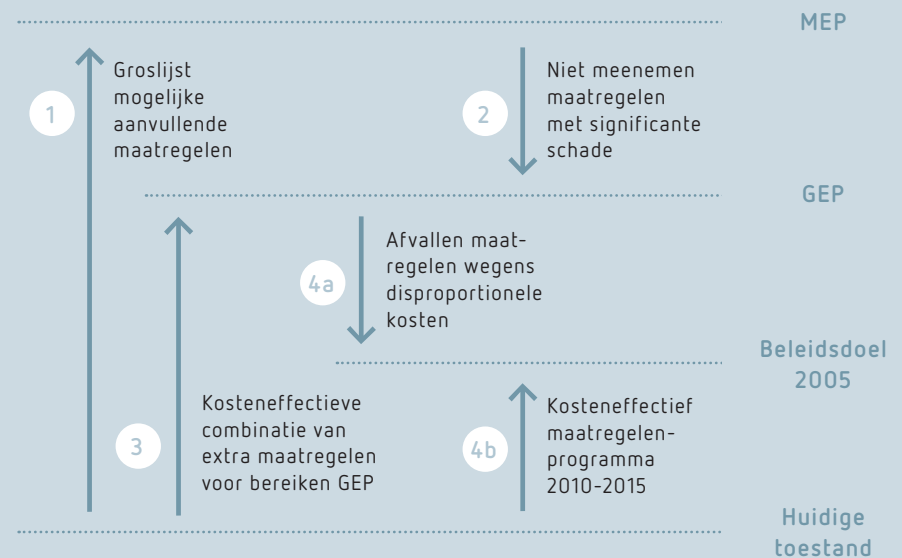 MEP
1
Groslijst
mogelijke
aanvullende
maatregelen
2
Niet meenemen
maatregelen
met significante
schade
GEP
4a
Afvallen maat-
regelen wegens
disproportionele
kosten
Beleidsdoel
2005
3
Kosteneffectieve
combinatie van
extra maatregelen
voor bereiken GEP
4b
Kosteneffectief
maatregelen-
programma
2010-2015
Huidige
toestand